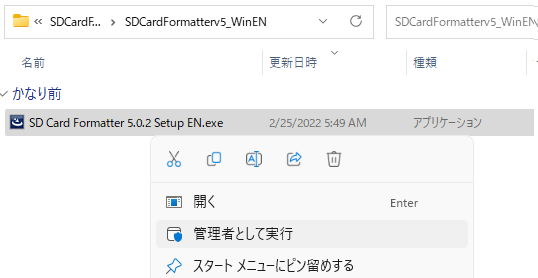 « SDCardF... › SDCardFormatterv5_WinEN
SDCardFormatterv5_WinEN
名前 更新日時 種類
かなり前
SD Card Formatter 5.0.2 Setup EN.exe 2/25/2022 5:49 AM アプリケーション
開く Enter
管理者として実行
スタート メニューにピン留めする